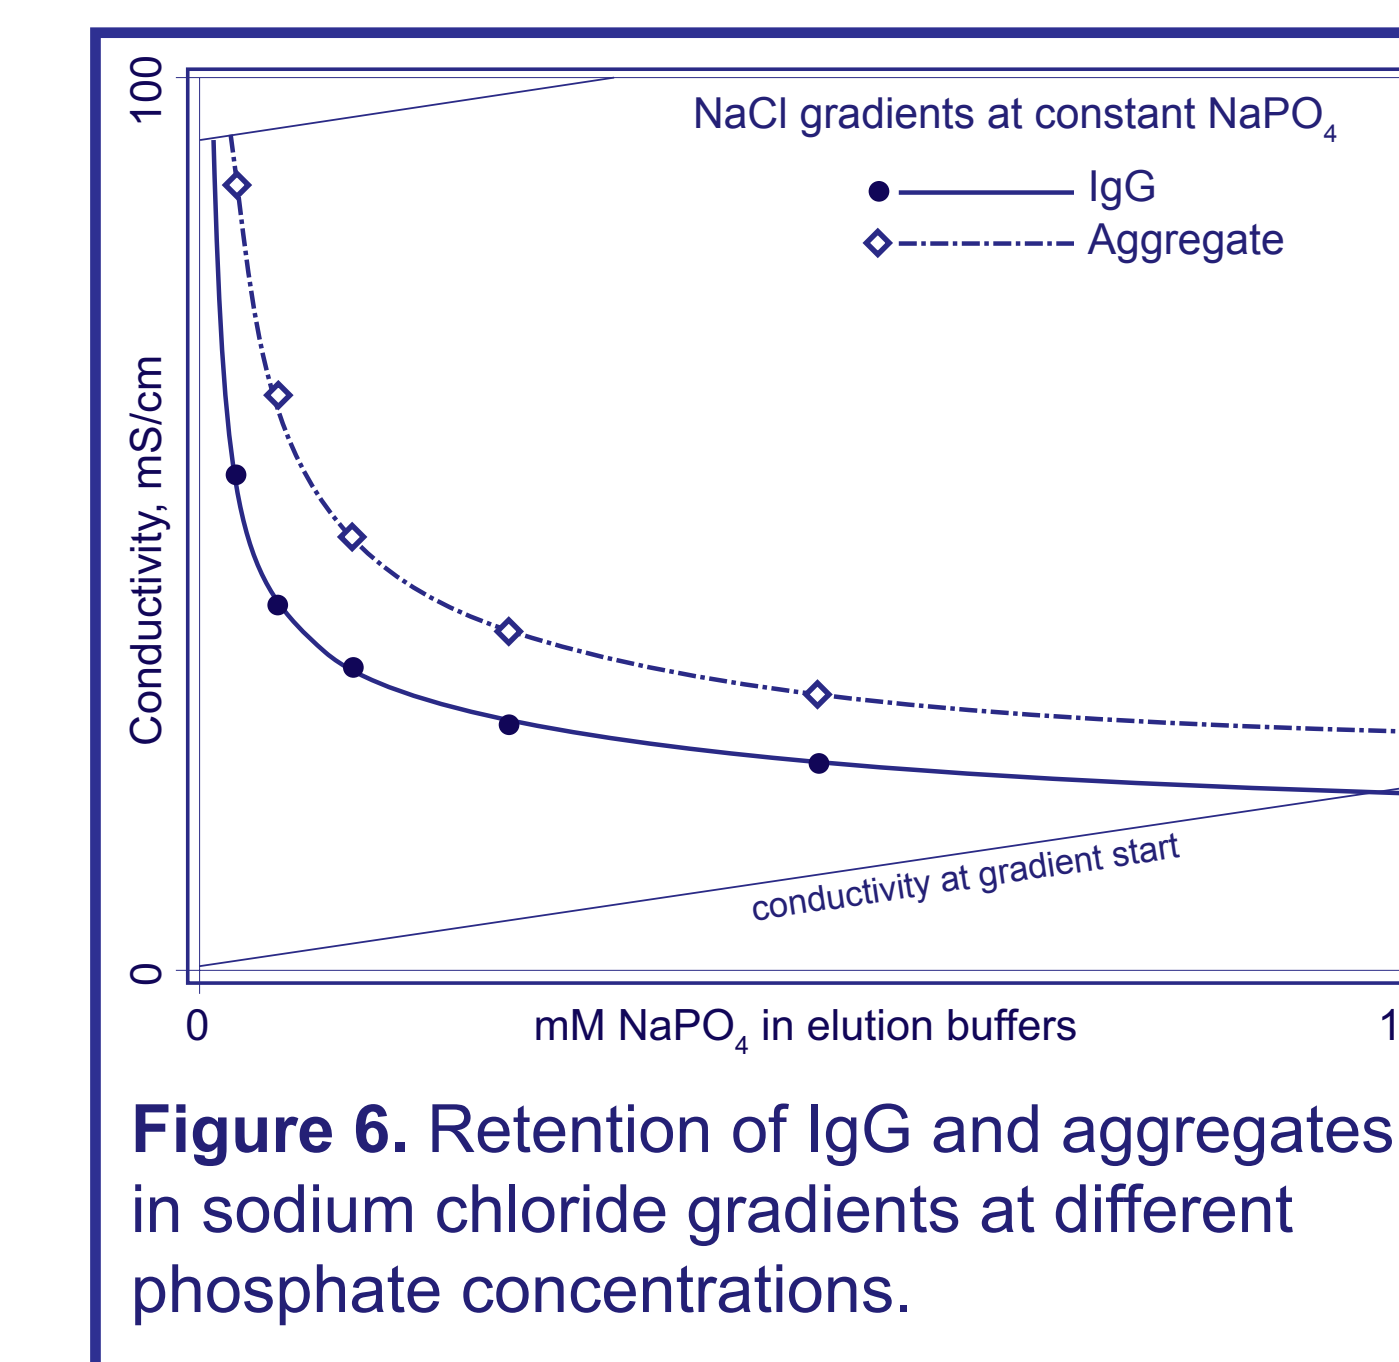 100
NaCl gradients at constant NaPO₄
IgG
Aggregate
Conductivity, mS/cm
conductivity at gradient start
0
0
mM NaPO₄ in elution buffers
1
Figure 6. Retention of IgG and aggregates
in sodium chloride gradients at different
phosphate concentrations.